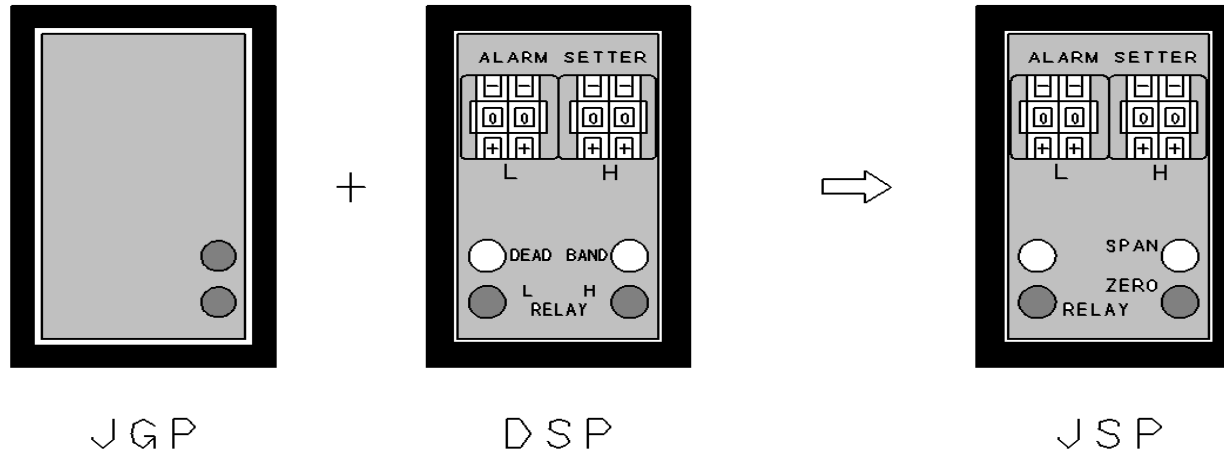 ALARM SETTER
- - - -
0 0 0 0
+ + + +
L H
DEAD BAND
L H
RELAY
ALARM SETTER
- - - -
0 0 0 0
+ + + +
L H
SPAN
ZERO
RELAY
+
JGP
DSP
JSP